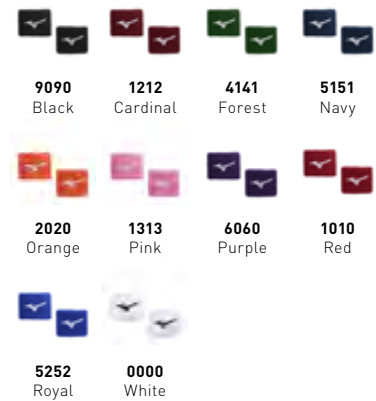 9090 1212 4141 5151
Black Cardinal Forest Navy
2020 1313 6060 1010
Orange Pink Purple Red
5252 0000
Royal White